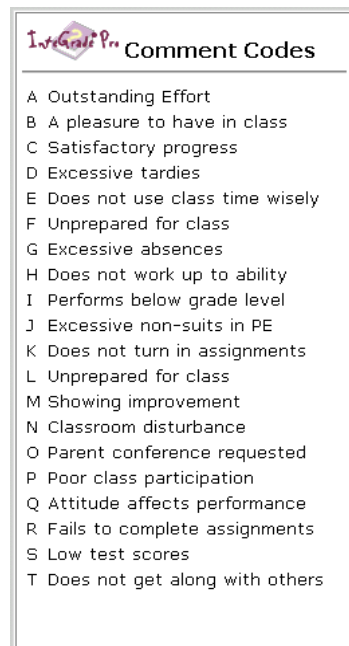 InteGrade Pro Comment Codes
A Outstanding Effort
B A pleasure to have in class
C Satisfactory progress
D Excessive tardies
E Does not use class time wisely
F Unprepared for class
G Excessive absences
H Does not work up to ability
I Performs below grade level
J Excessive non-suits in PE
K Does not turn in assignments
L Unprepared for class
M Showing improvement
N Classroom disturbance
O Parent conference requested
P Poor class participation
Q Attitude affects performance
R Fails to complete assignments
S Low test scores
T Does not get along with others